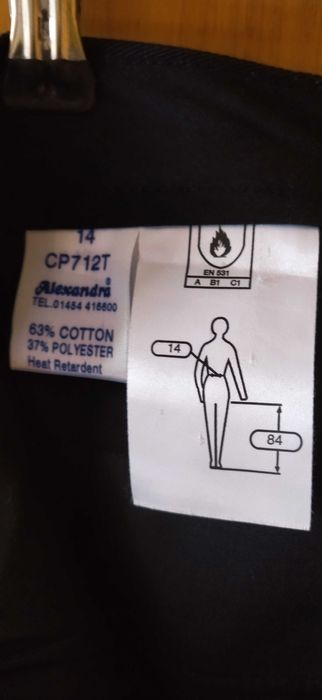 14
CP712T
Alexandra®
TEL.01454 416600
63% COTTON
37% POLYESTER
Heat Retardent
EN 531
A B1 C1
14
84